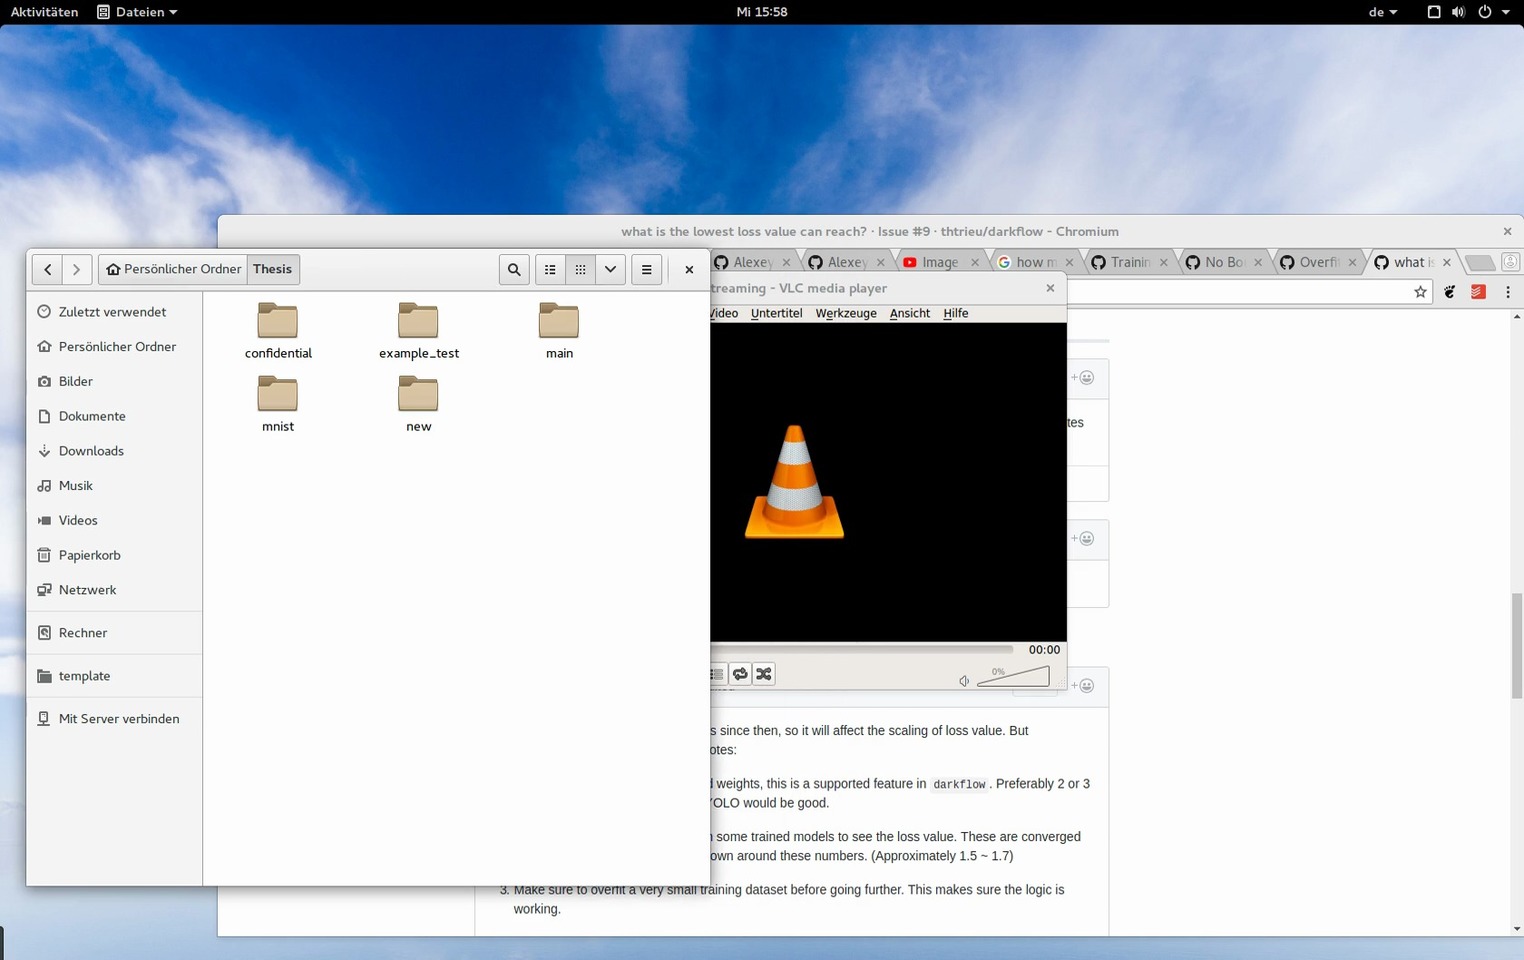 Aktivitäten
Dateien
Mi 15:58
de
what is the lowest loss value can reach? · Issue #9 · thtrieu/darkflow - Chromium
Persönlicher Ordner
Thesis
Alexey
Alexey
Image
how m
Trainin
No Bo
Overfi
what is
Zuletzt verwendet
Persönlicher Ordner
Bilder
Dokumente
Downloads
Musik
Videos
Papierkorb
Netzwerk
Rechner
template
Mit Server verbinden
confidential
example_test
main
mnist
new
treaming - VLC media player
Video
Untertitel
Werkzeuge
Ansicht
Hilfe
00:00
0%
tes
s since then, so it will affect the scaling of loss value. But
otes:
d weights, this is a supported feature in darkflow. Preferably 2 or 3
YOLO would be good.
some trained models to see the loss value. These are converged
own around these numbers. (Approximately 1.5 ~ 1.7)
3. Make sure to overfit a very small training dataset before going further. This makes sure the logic is
working.